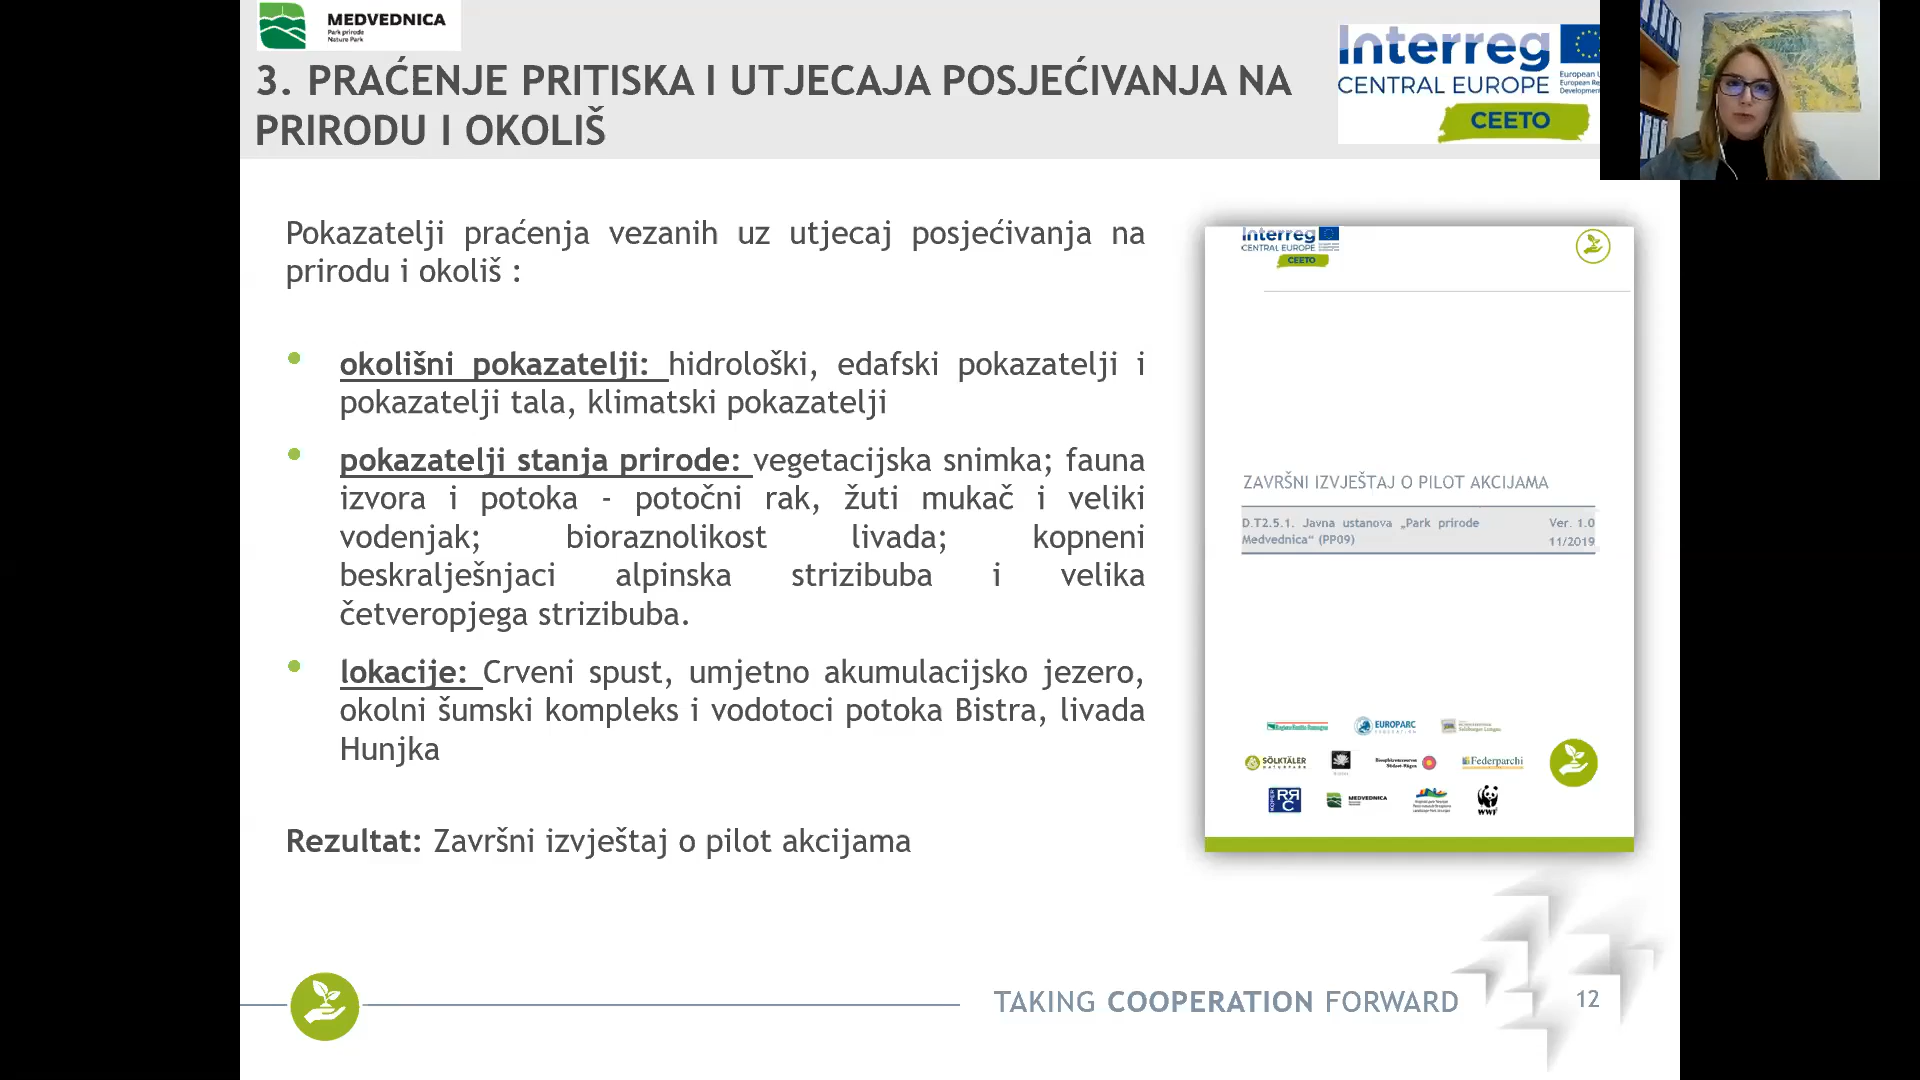 MEDVEDNICA
Park prirode
Nature Park
3. PRAĆENJE PRITISKA I UTJECAJA POSJEĆIVANJA NA
PRIRODU I OKOLIŠ
Interreg
CENTRAL EUROPE
European
European Re
Developmen
CEETO
Pokazatelji praćenja vezanih uz utjecaj posjećivanja na
prirodu i okoliš :
okolišni pokazatelji: hidrološki, edafski pokazatelji i
pokazatelji tala, klimatski pokazatelji
pokazatelji stanja prirode: vegetacijska snimka; fauna
izvora i potoka - potočni rak, žuti mukač i veliki
vodenjak; bioraznolikost livada; kopneni
beskralješnjaci alpinska strizibuba i velika
četveropjega strizibuba.
lokacije: Crveni spust, umjetno akumulacijsko jezero,
okolni šumski kompleks i vodotoci potoka Bistra, livada
Hunjka
Rezultat: Završni izvještaj o pilot akcijama
Interreg
CENTRAL EUROPE
CEETO
ZAVRŠNI IZVJEŠTAJ O PILOT AKCIJAMA
D.T2.5.1. Javna ustanova „Park prirode
Medvednica“ (PP09)
Ver. 1.0
11/2019
EUROPARC
SÖLKTÄLER
Federparchi
RRC
MEDVEDNICA
WWF
TAKING COOPERATION FORWARD
12